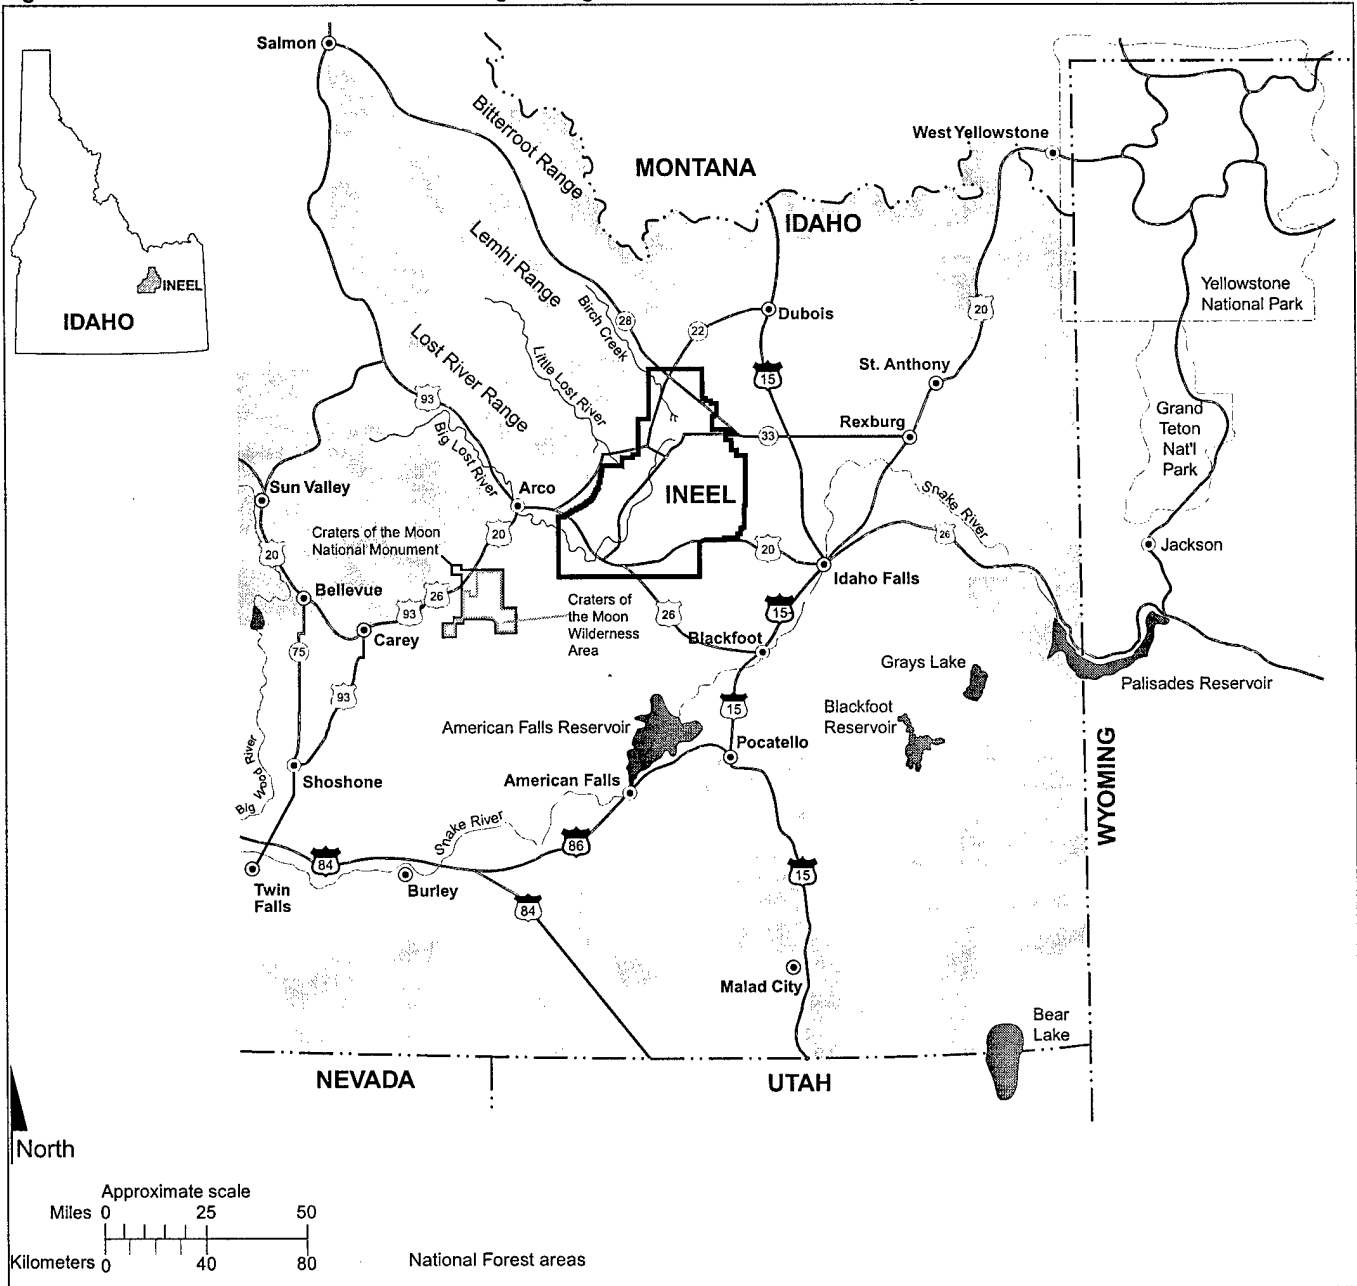 Salmon
Bitterroot Range
MONTANA
West Yellowstone
IDAHO
Lemhi Range
Yellowstone
National Park
INEEL
IDAHO
Birch Creek
28
22
Dubois
20
Lost River Range
Little Lost River
15
St. Anthony
93
Grand
Teton
Nat'l
Park
Big Lost River
33
Rexburg
Sun Valley
Arco
INEEL
Snake River
Craters of the Moon
National Monument
20
20
26
20
Jackson
Idaho Falls
Bellevue
26
93
Craters of
the Moon
Wilderness
Area
26
15
Carey
Blackfoot
75
Grays Lake
93
Palisades Reservoir
American Falls Reservoir
15
Blackfoot
Reservoir
Big Wood River
Pocatello
WYOMING
Shoshone
American Falls
Snake River
86
84
15
Twin
Falls
Burley
84
Malad City
Bear
Lake
NEVADA
UTAH
North
Approximate scale
Miles 0 25 50
Kilometers 0 40 80
National Forest areas